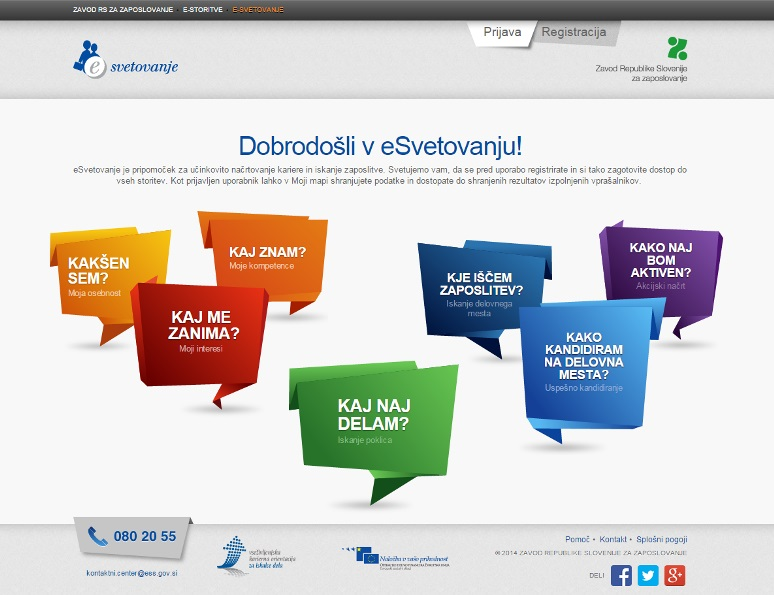 ZAVOD RS ZA ZAPOSLOVANJE • E-STORITVE • E-SVETOVANJE
Prijava Registracija
e svetovanje
Zavod Republike Slovenije
za zaposlovanje
Dobrodošli v eSvetovanju!
eSvetovanje je pripomoček za učinkovito načrtovanje kariere in iskanje zaposlitve. Svetujemo vam, da se pred uporabo registrirate in si tako zagotovite dostop do
vseh storitev. Kot prijavljen uporabnik lahko v Moji mapi shranjujete podatke in dostopate do shranjenih rezultatov izpolnjenih vprašalnikov.
KAKŠEN
SEM?
Moja osebnost
KAJ ZNAM?
Moje kompetence
KAJ ME
ZANIMA?
Moji interesi
KAJ NAJ
DELAM?
Iskanje poklica
KJE IŠČEM
ZAPOSLITEV?
Iskanje delovnega
mesta
KAKO
KANDIDIRAM
NA DELOVNA
MESTA?
Uspešno kandidiranje
KAKO NAJ
BOM
AKTIVEN?
Akcijski načrt
080 20 55
kontaktni.center@ess.gov.si
vseživljenjska
karierna orientacija
za iskalce dela
Naložba v vašo prihodnost
Pomoč • Kontakt • Splošni pogoji
© 2014 ZAVOD REPUBLIKE SLOVENIJE ZA ZAPOSLOVANJE
DELI